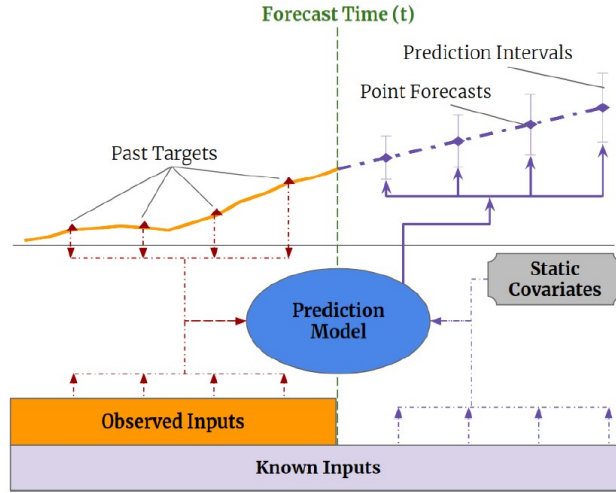 Forecast Time (t)
Prediction Intervals
Point Forecasts
Past Targets
Static
Covariates
Prediction
Model
Observed Inputs
Known Inputs